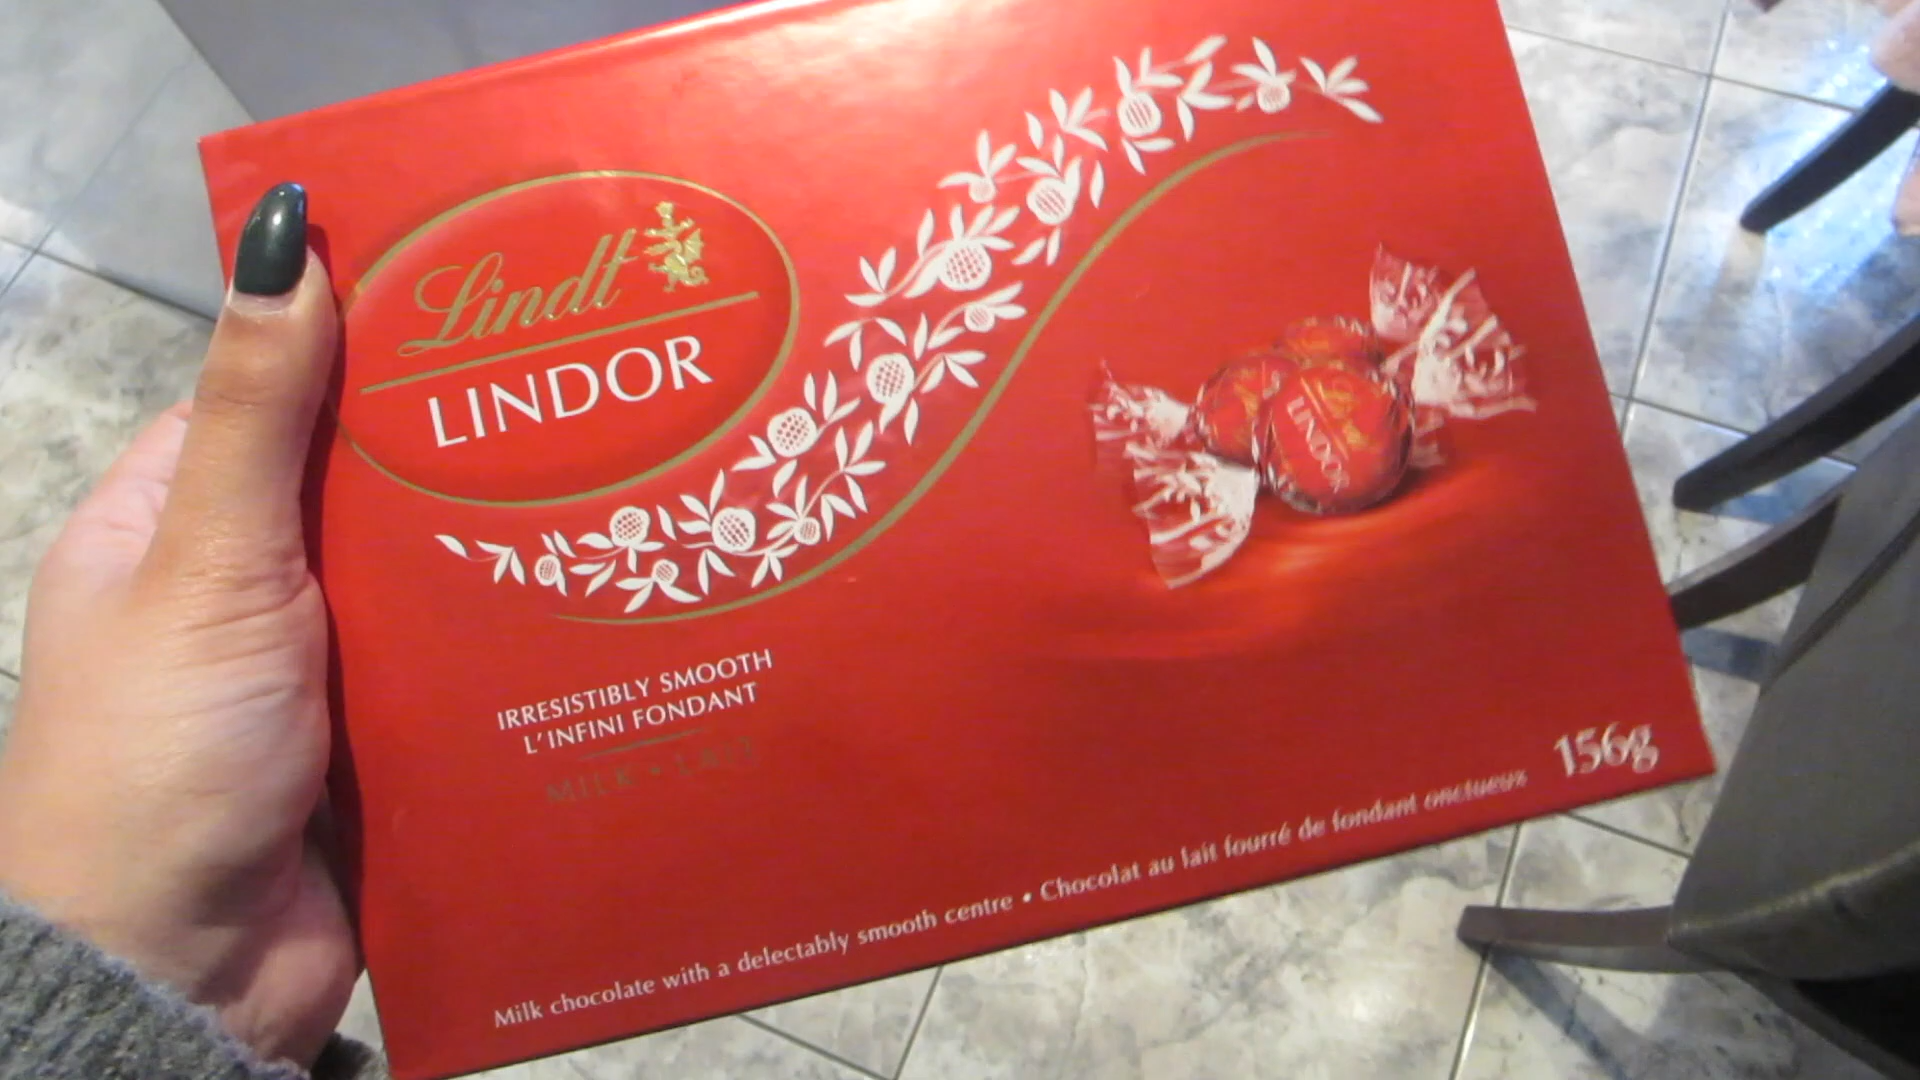 Lindt
LINDOR
LINDOR
IRRESISTIBLY SMOOTH
L'INFINI FONDANT
MILK • LAIT
156g
Milk chocolate with a delectably smooth centre • Chocolat au lait fourré de fondant onctueux